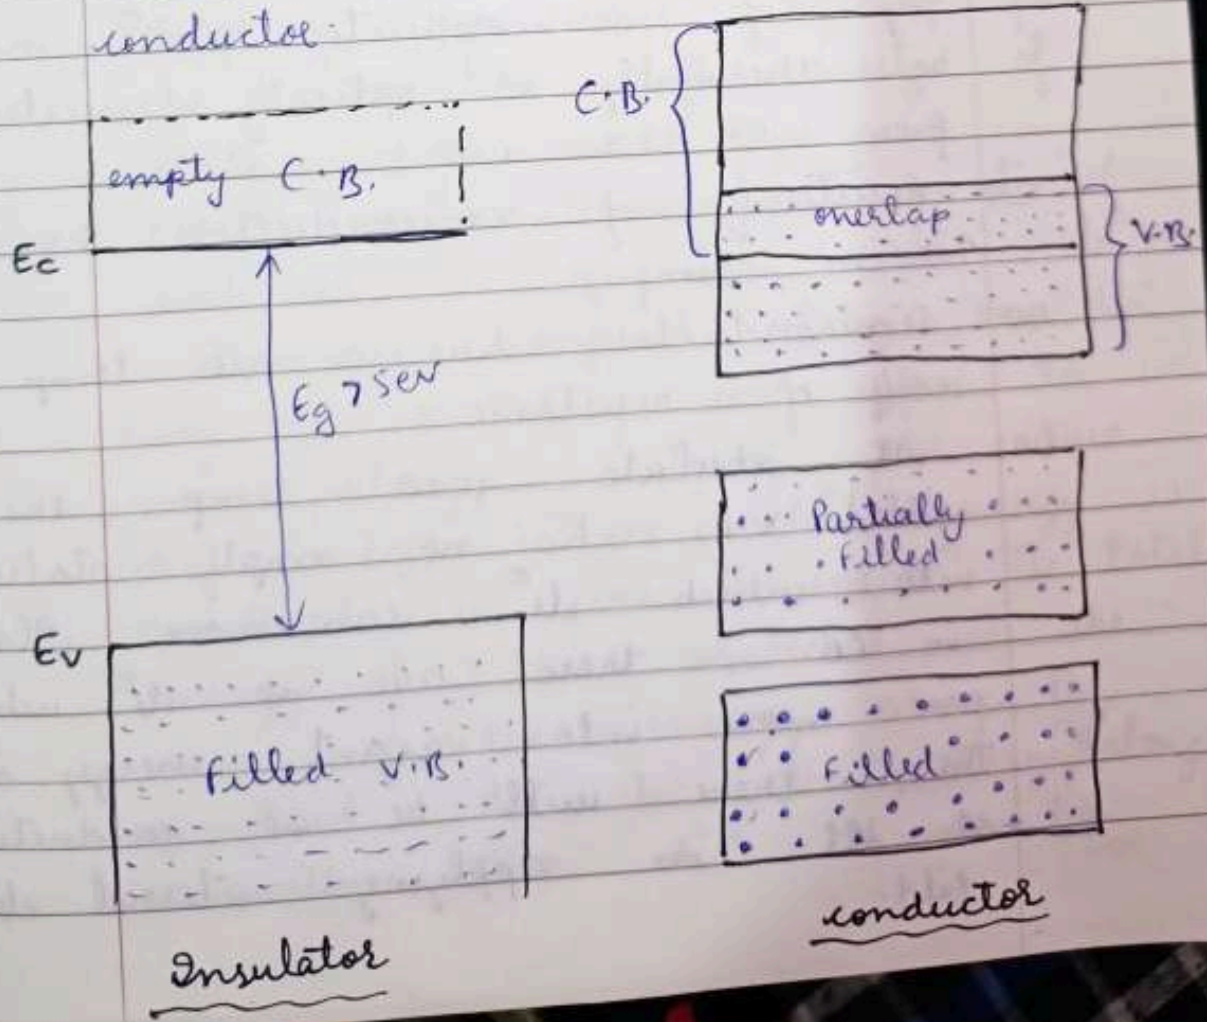 conductor.
empty C.B.
Ec
Eg > 5eV
Ev
Filled V.B.
Insulator
C.B.
overlap
V.B.
Partially
Filled
Filled
conductor